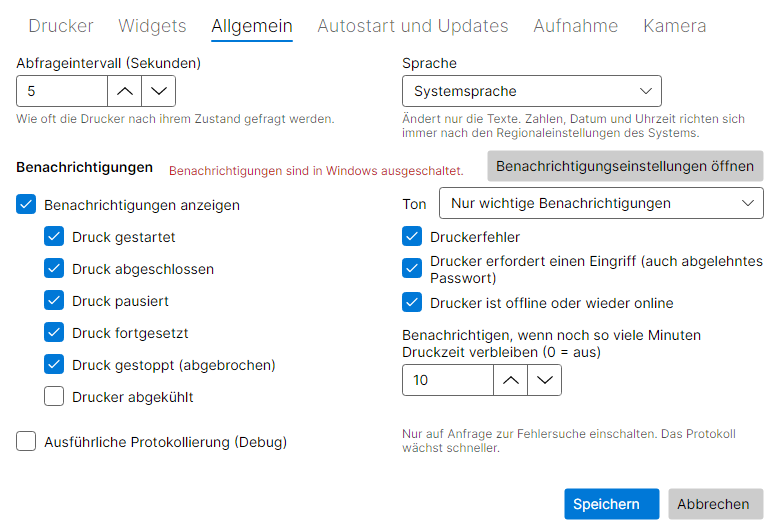 Drucker Widgets Allgemein Autostart und Updates Aufnahme Kamera
Abfrageintervall (Sekunden)
5
Wie oft die Drucker nach ihrem Zustand gefragt werden.
Sprache
Systemsprache
Ändert nur die Texte. Zahlen, Datum und Uhrzeit richten sich
immer nach den Regionaleinstellungen des Systems.
Benachrichtigungen Benachrichtigungen sind in Windows ausgeschaltet. Benachrichtigungseinstellungen öffnen
Benachrichtigungen anzeigen
Druck gestartet
Druck abgeschlossen
Druck pausiert
Druck fortgesetzt
Druck gestoppt (abgebrochen)
Drucker abgekühlt
Ton Nur wichtige Benachrichtigungen
Druckerfehler
Drucker erfordert einen Eingriff (auch abgelehntes
Passwort)
Drucker ist offline oder wieder online
Benachrichtigen, wenn noch so viele Minuten
Druckzeit verbleiben (0 = aus)
10
Ausführliche Protokollierung (Debug)
Nur auf Anfrage zur Fehlersuche einschalten. Das Protokoll
wächst schneller.
Speichern Abbrechen